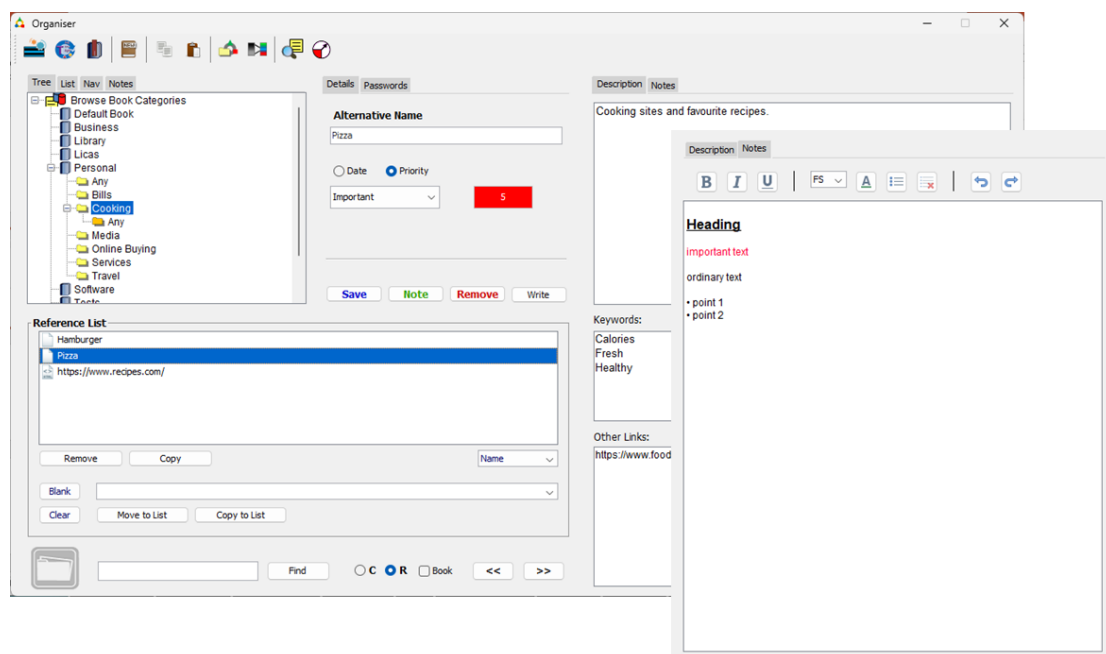 Organiser
Tree List Nav Notes
Browse Book Categories
Default Book
Business
Library
Licas
Personal
Any
Bills
Cooking
Any
Media
Online Buying
Services
Travel
Software
Tests
Details Passwords
Alternative Name
Pizza
Date Priority
Important 5
Save Note Remove Write
Description Notes
Cooking sites and favourite recipes.
Keywords:
Calories
Fresh
Healthy
Other Links:
https://www.food
Reference List
Hamburger
Pizza
https://www.recipes.com/
Remove Copy Name
Blank
Clear Move to List Copy to List
Find C R Book << >>
Description Notes
B I U FS A
Heading
important text
ordinary text
• point 1
• point 2